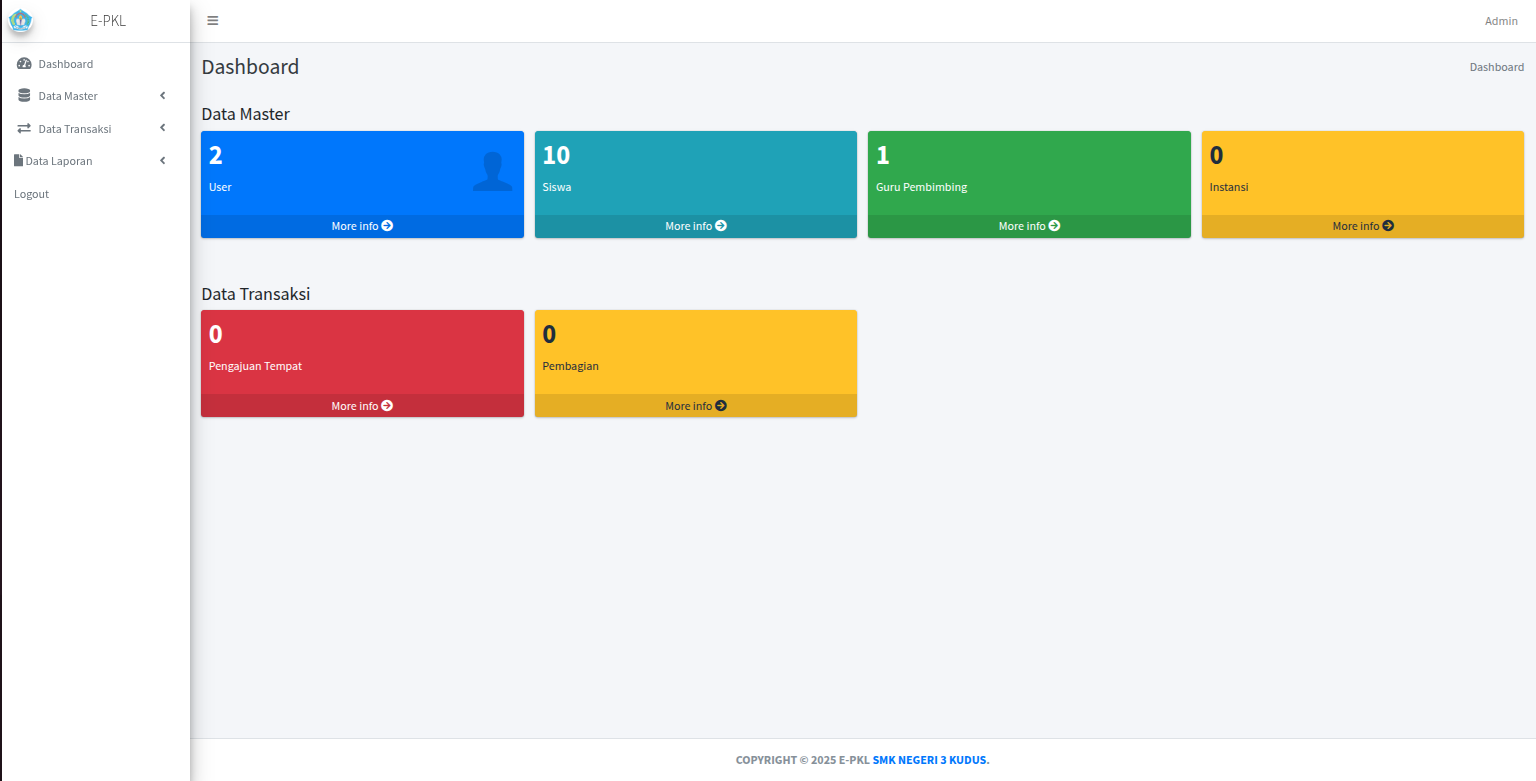 E-PKL
Admin
Dashboard
Data Master
Data Transaksi
Data Laporan
Logout
Dashboard
Dashboard
Data Master
2
User
More info
10
Siswa
More info
1
Guru Pembimbing
More info
0
Instansi
More info
Data Transaksi
0
Pengajuan Tempat
More info
0
Pembagian
More info
COPYRIGHT © 2025 E-PKL SMK NEGERI 3 KUDUS.